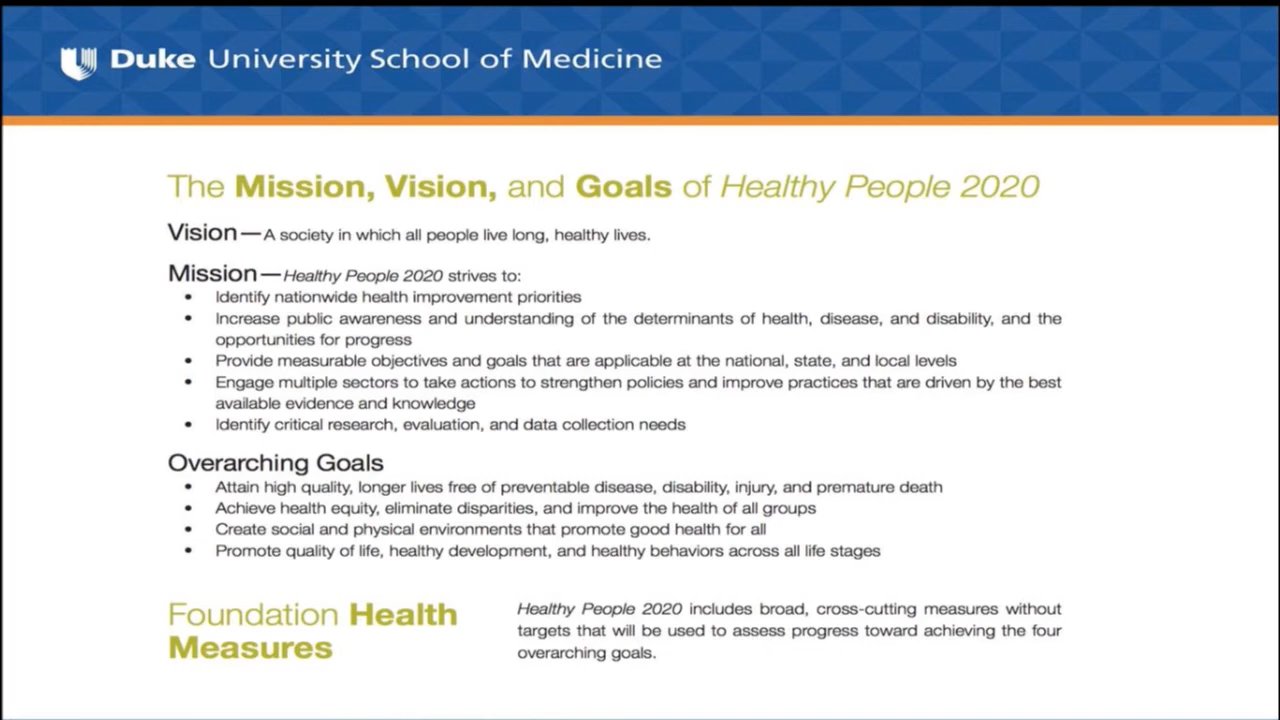 Duke University School of Medicine
The Mission, Vision, and Goals of Healthy People 2020
Vision — A society in which all people live long, healthy lives.
Mission — Healthy People 2020 strives to:
• Identify nationwide health improvement priorities
• Increase public awareness and understanding of the determinants of health, disease, and disability, and the
opportunities for progress
• Provide measurable objectives and goals that are applicable at the national, state, and local levels
• Engage multiple sectors to take actions to strengthen policies and improve practices that are driven by the best
available evidence and knowledge
• Identify critical research, evaluation, and data collection needs
Overarching Goals
• Attain high quality, longer lives free of preventable disease, disability, injury, and premature death
• Achieve health equity, eliminate disparities, and improve the health of all groups
• Create social and physical environments that promote good health for all
• Promote quality of life, healthy development, and healthy behaviors across all life stages
Foundation Health
Measures
Healthy People 2020 includes broad, cross-cutting measures without
targets that will be used to assess progress toward achieving the four
overarching goals.